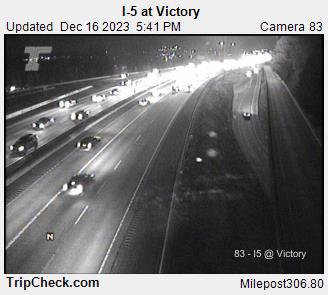 I-5 at Victory
Updated Dec 16 2023 5:41 PM Camera 83
T
N
83 - I5 @ Victory
TripCheck.com Milepost306.80